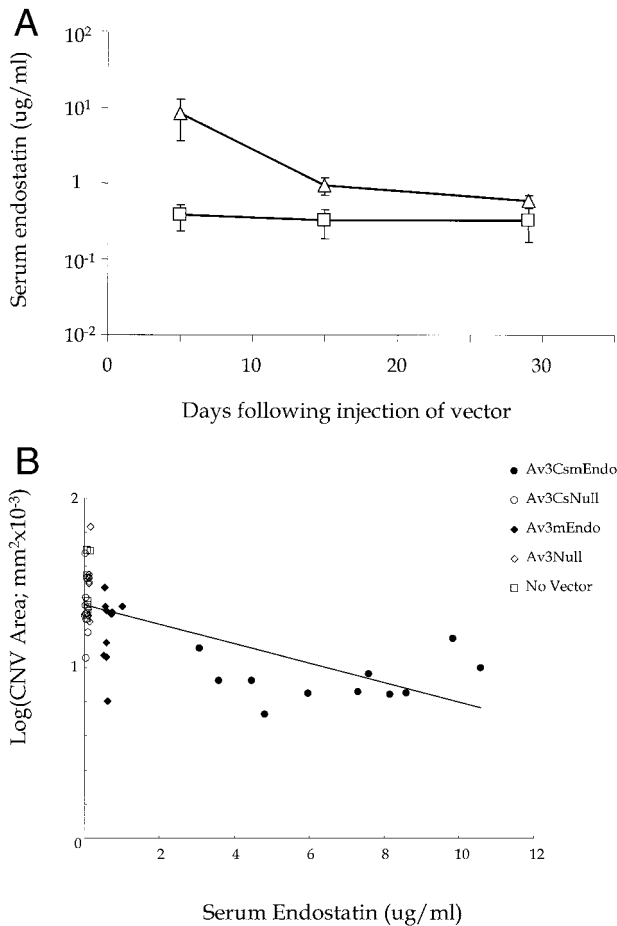 A
Serum endostatin (ug/ml)
10²
10¹
1
10⁻¹
10⁻²
0 10 20 30
Days following injection of vector
B
Log(CNV Area; mm²x10⁻³)
2
1
0
2 4 6 8 10 12
Serum Endostatin (ug/ml)
Av3CsmEndo
Av3CsNull
Av3mEndo
Av3Null
No Vector